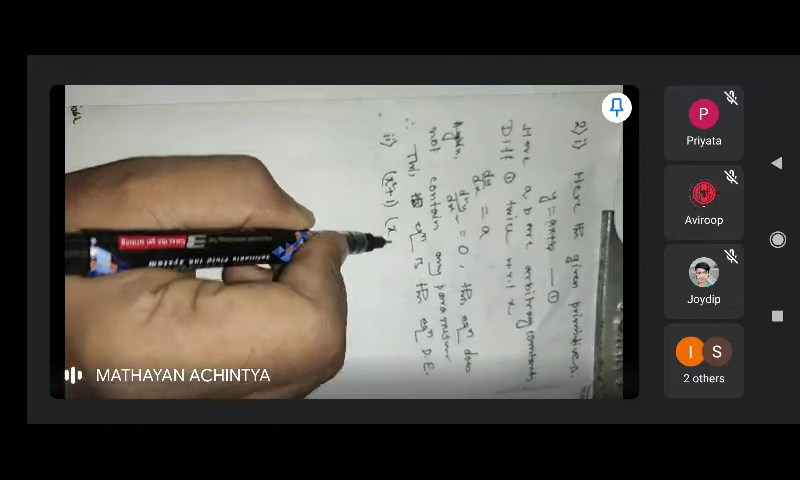 2) i) Here the given primitive is.
y = ax+b — ①
Here a, b are arbitrary constants
Diff ① twice w.r.t x.
dy/dx = a
Again, d²y/dx² = 0, this eqn does
not contain any parameter
∴ This eqn is the eqn D.E.
ii) (x²+1) (x
MATHAYAN ACHINTYA
P
Priyata
Aviroop
Joydip
I S
2 others